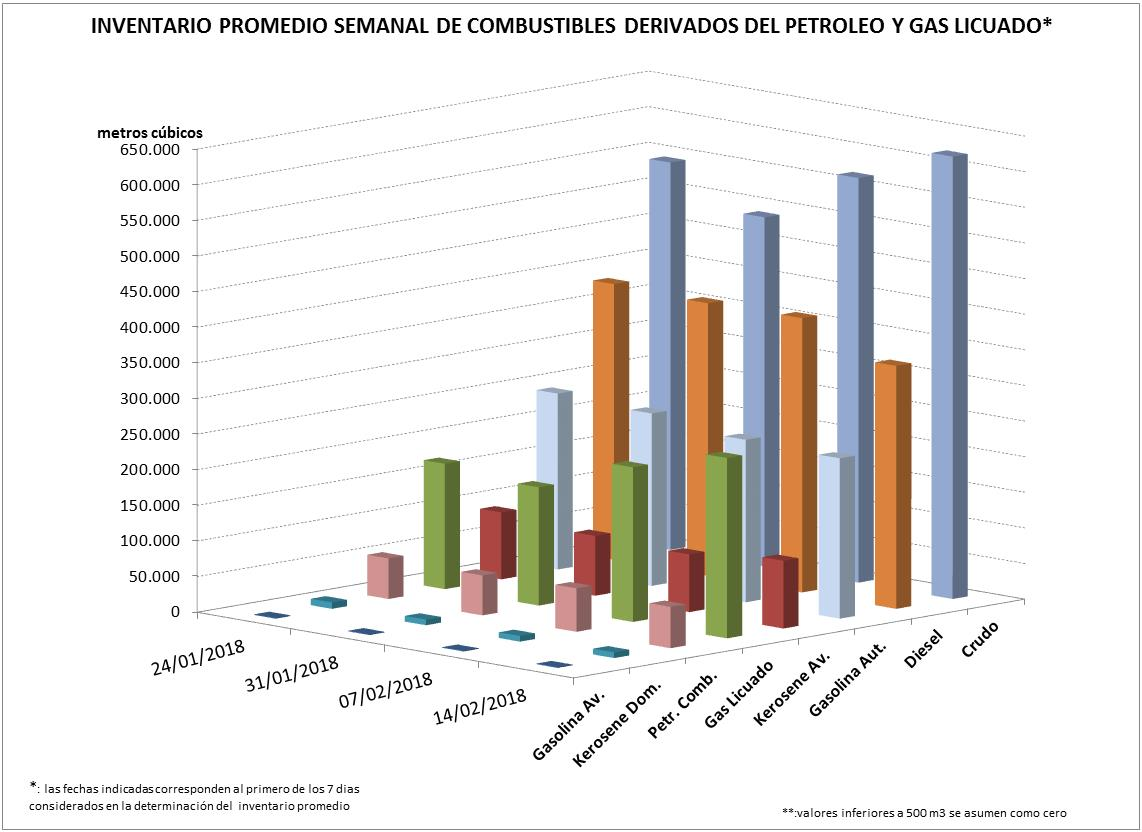 INVENTARIO PROMEDIO SEMANAL DE COMBUSTIBLES DERIVADOS DEL PETROLEO Y GAS LICUADO*
metros cúbicos
650.000
600.000
550.000
500.000
450.000
400.000
350.000
300.000
250.000
200.000
150.000
100.000
50.000
0
24/01/2018
31/01/2018
07/02/2018
14/02/2018
Gasolina Av.
Kerosene Dom.
Petr. Comb.
Gas Licuado
Kerosene Av.
Gasolina Aut.
Diesel
Crudo
*: las fechas indicadas corresponden al primero de los 7 dias
considerados en la determinación del inventario promedio
**:valores inferiores a 500 m3 se asumen como cero